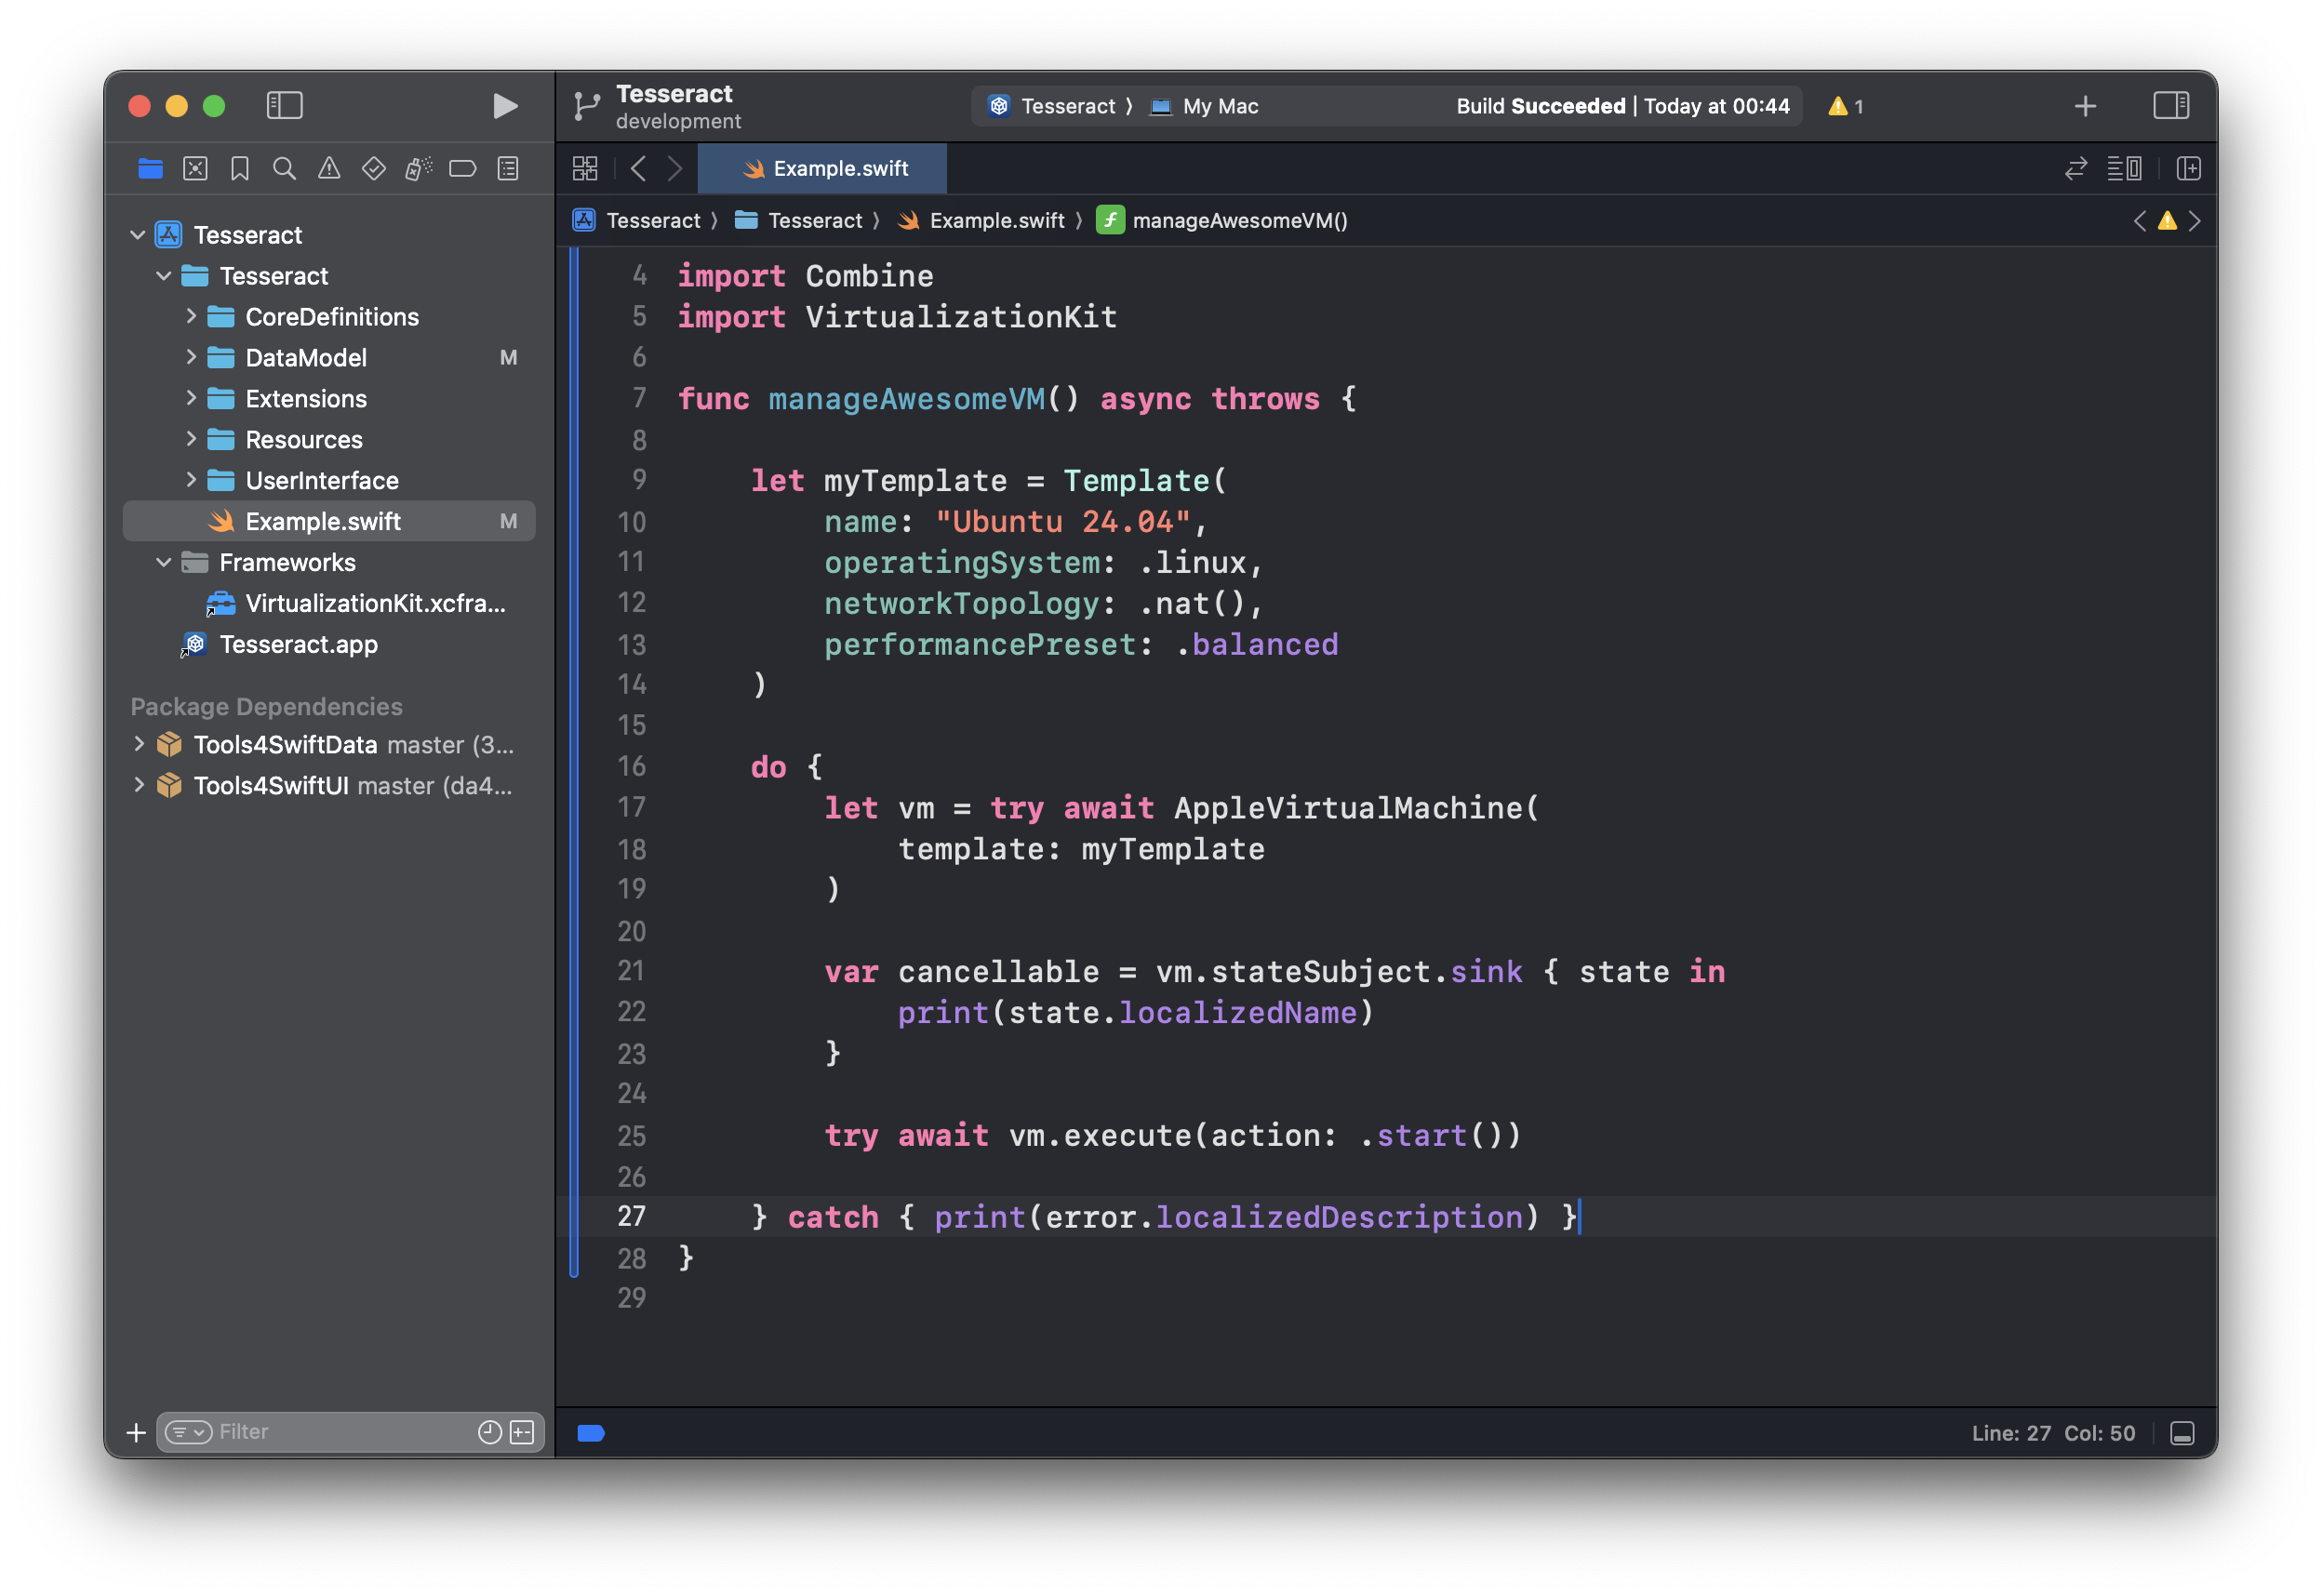 Tesseract
development
Tesseract 〉 My Mac
Build Succeeded | Today at 00:44
1
Example.swift
Tesseract 〉 Tesseract 〉 Example.swift 〉 manageAwesomeVM()
Tesseract
Tesseract
CoreDefinitions
DataModel M
Extensions
Resources
UserInterface
Example.swift M
Frameworks
VirtualizationKit.xcfra...
Tesseract.app
Package Dependencies
Tools4SwiftData master (3...
Tools4SwiftUI master (da4...
Filter
4 import Combine
5 import VirtualizationKit
6
7 func manageAwesomeVM() async throws {
8
9     let myTemplate = Template(
10         name: "Ubuntu 24.04",
11         operatingSystem: .linux,
12         networkTopology: .nat(),
13         performancePreset: .balanced
14     )
15
16     do {
17         let vm = try await AppleVirtualMachine(
18             template: myTemplate
19         )
20
21         var cancellable = vm.stateSubject.sink { state in
22             print(state.localizedName)
23         }
24
25         try await vm.execute(action: .start())
26
27     } catch { print(error.localizedDescription) }
28 }
29
Line: 27 Col: 50